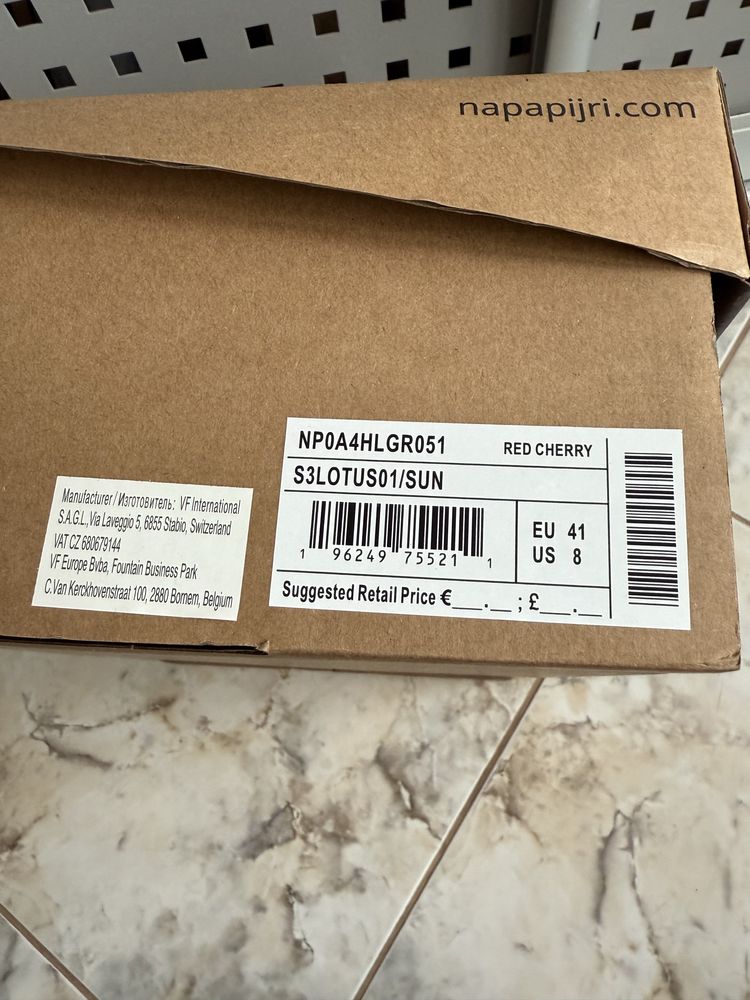 napapijri.com
NP0A4HLGR051 RED CHERRY
S3LOTUS01/SUN
1 96249 75521 1
EU 41
US 8
Suggested Retail Price €__.__ ; £__.__
Manufacturer / Изготовитель: VF International
S.A.G.L., Via Laveggio 5, 6855 Stabio, Switzerland
VAT CZ 680679144
VF Europe Bvba, Fountain Business Park
C.Van Kerckhovenstraat 100, 2880 Bornem, Belgium